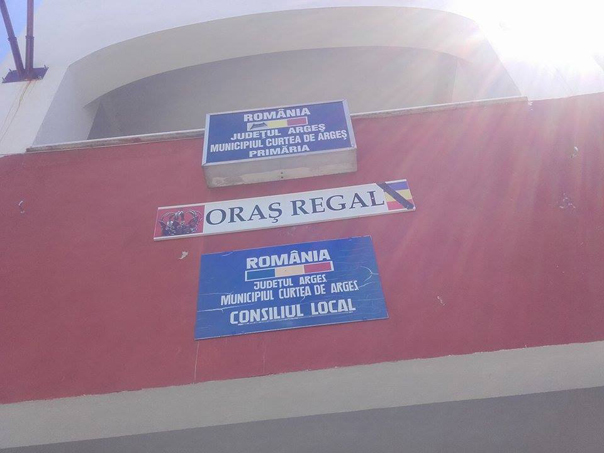 ROMÂNIA
JUDEŢUL ARGEŞ
MUNICIPIUL CURTEA DE ARGEŞ
PRIMĂRIA
ORAŞ REGAL
ROMÂNIA
JUDEŢUL ARGEŞ
MUNICIPIUL CURTEA DE ARGEŞ
CONSILIUL LOCAL